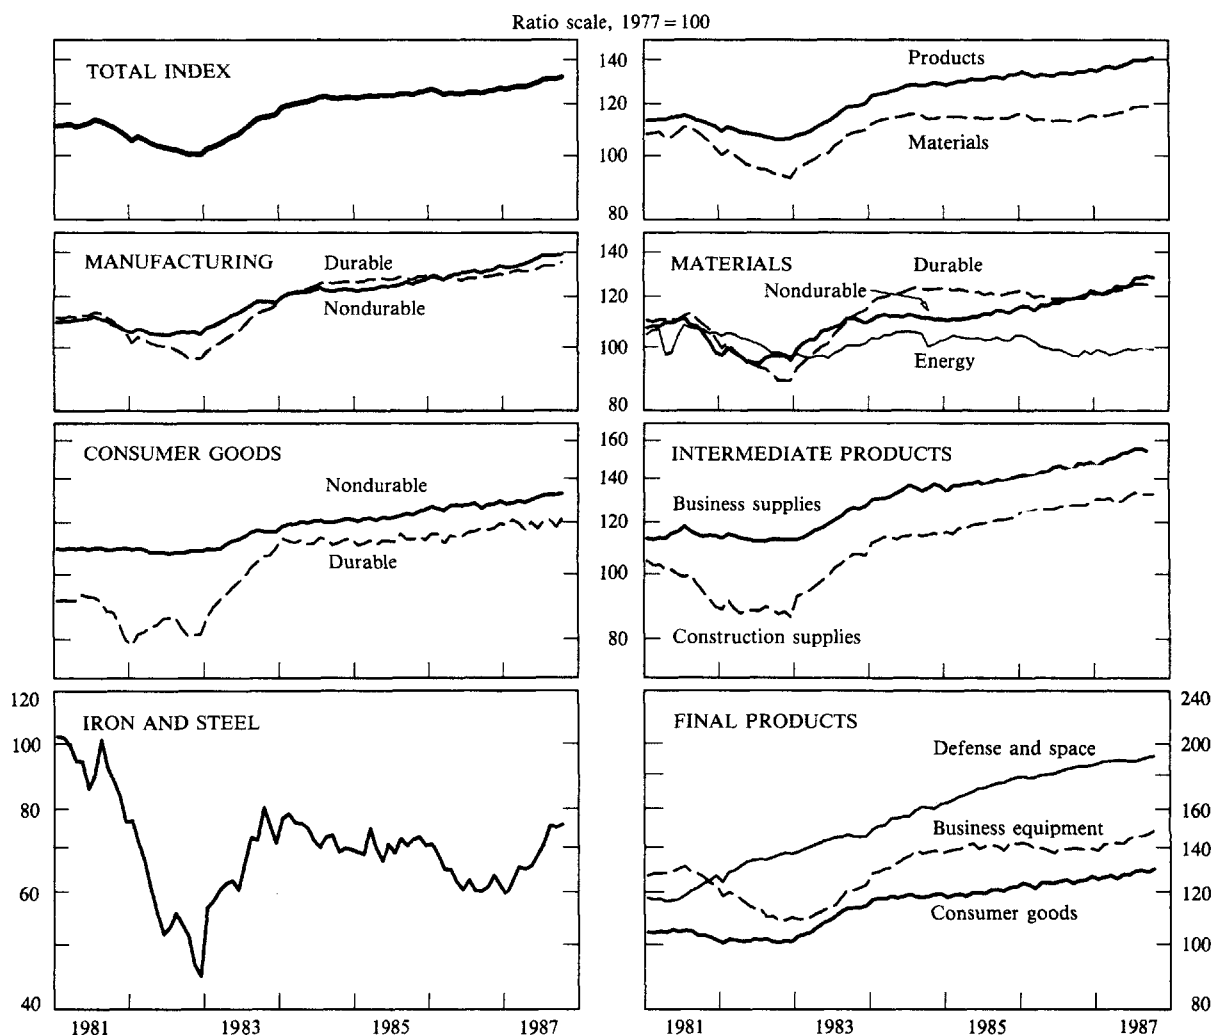 Ratio scale, 1977=100
TOTAL INDEX
140
120
100
80
Products
Materials
MANUFACTURING
Durable
Nondurable
140
120
100
80
MATERIALS
Durable
Nondurable
Energy
CONSUMER GOODS
Nondurable
Durable
160
140
120
100
80
INTERMEDIATE PRODUCTS
Business supplies
Construction supplies
120
100
80
60
40
IRON AND STEEL
1981
1983
1985
1987
FINAL PRODUCTS
Defense and space
Business equipment
Consumer goods
240
200
160
140
120
100
80
1981
1983
1985
1987